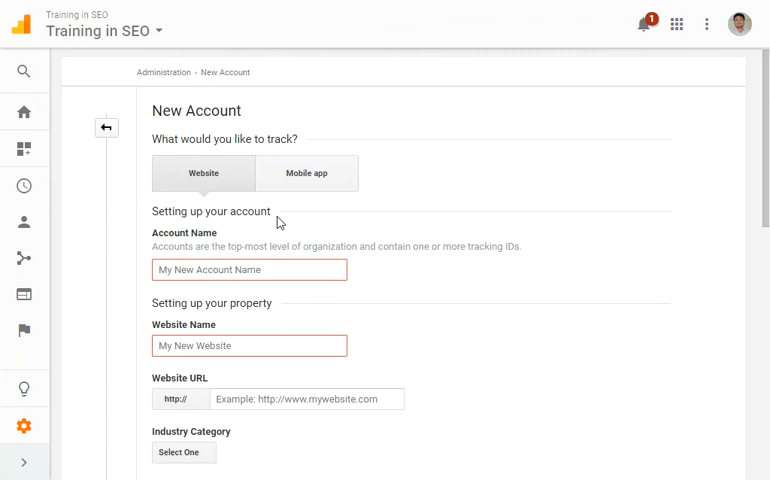 Training in SEO
Training in SEO
1
Administration › New Account
New Account
What would you like to track?
Website
Mobile app
Setting up your account
Account Name
Accounts are the top-most level of organization and contain one or more tracking IDs.
My New Account Name
Setting up your property
Website Name
My New Website
Website URL
http:// Example: http://www.mywebsite.com
Industry Category
Select One